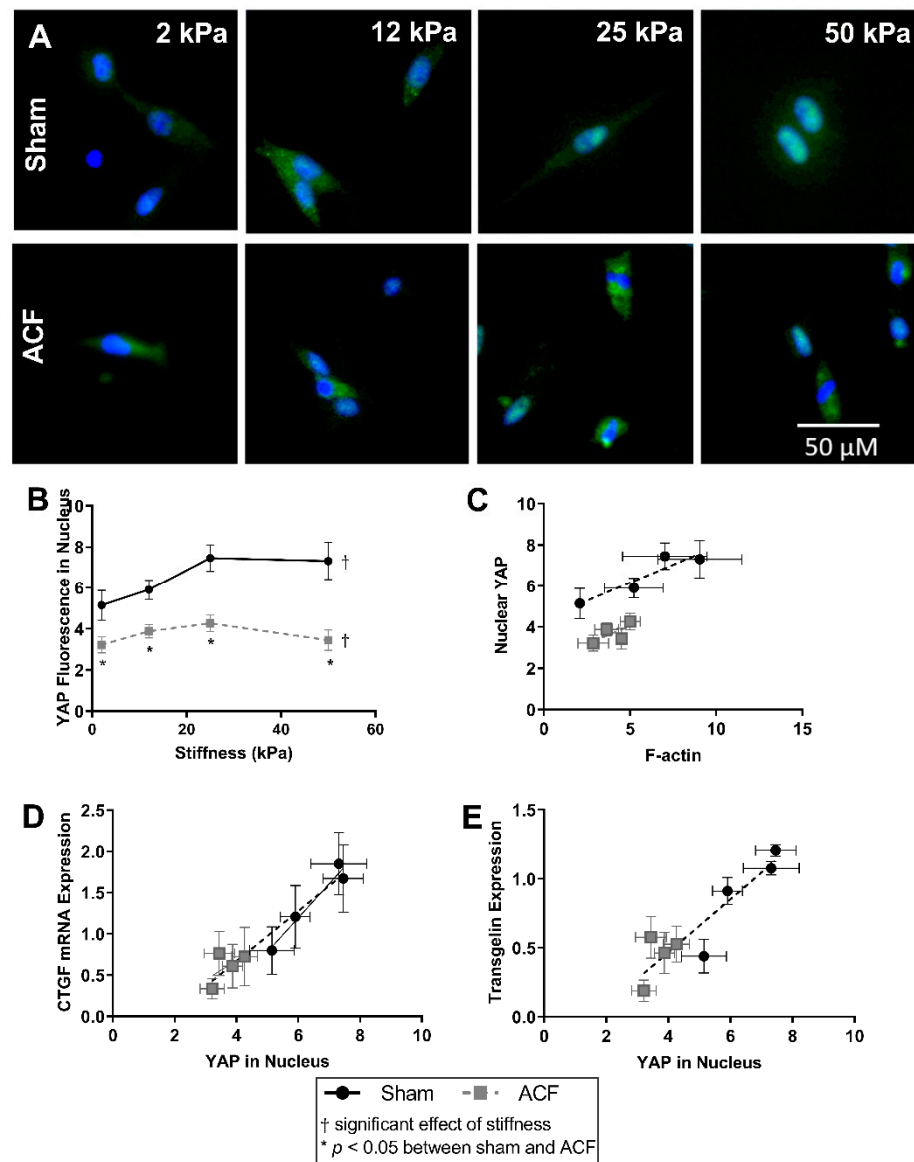 A
2 kPa
12 kPa
25 kPa
50 kPa
Sham
ACF
50 µM
B
YAP Fluorescence in Nucleus
10
8
6
4
2
0
0
20
40
60
Stiffness (kPa)
†
†
*
*
*
*
C
Nuclear YAP
10
8
6
4
2
0
0
5
10
15
F-actin
D
CTGF mRNA Expression
2.5
2.0
1.5
1.0
0.5
0.0
0
2
4
6
8
10
YAP in Nucleus
E
Transgelin Expression
1.5
1.0
0.5
0.0
0
2
4
6
8
10
YAP in Nucleus
Sham
ACF
† significant effect of stiffness
* p < 0.05 between sham and ACF